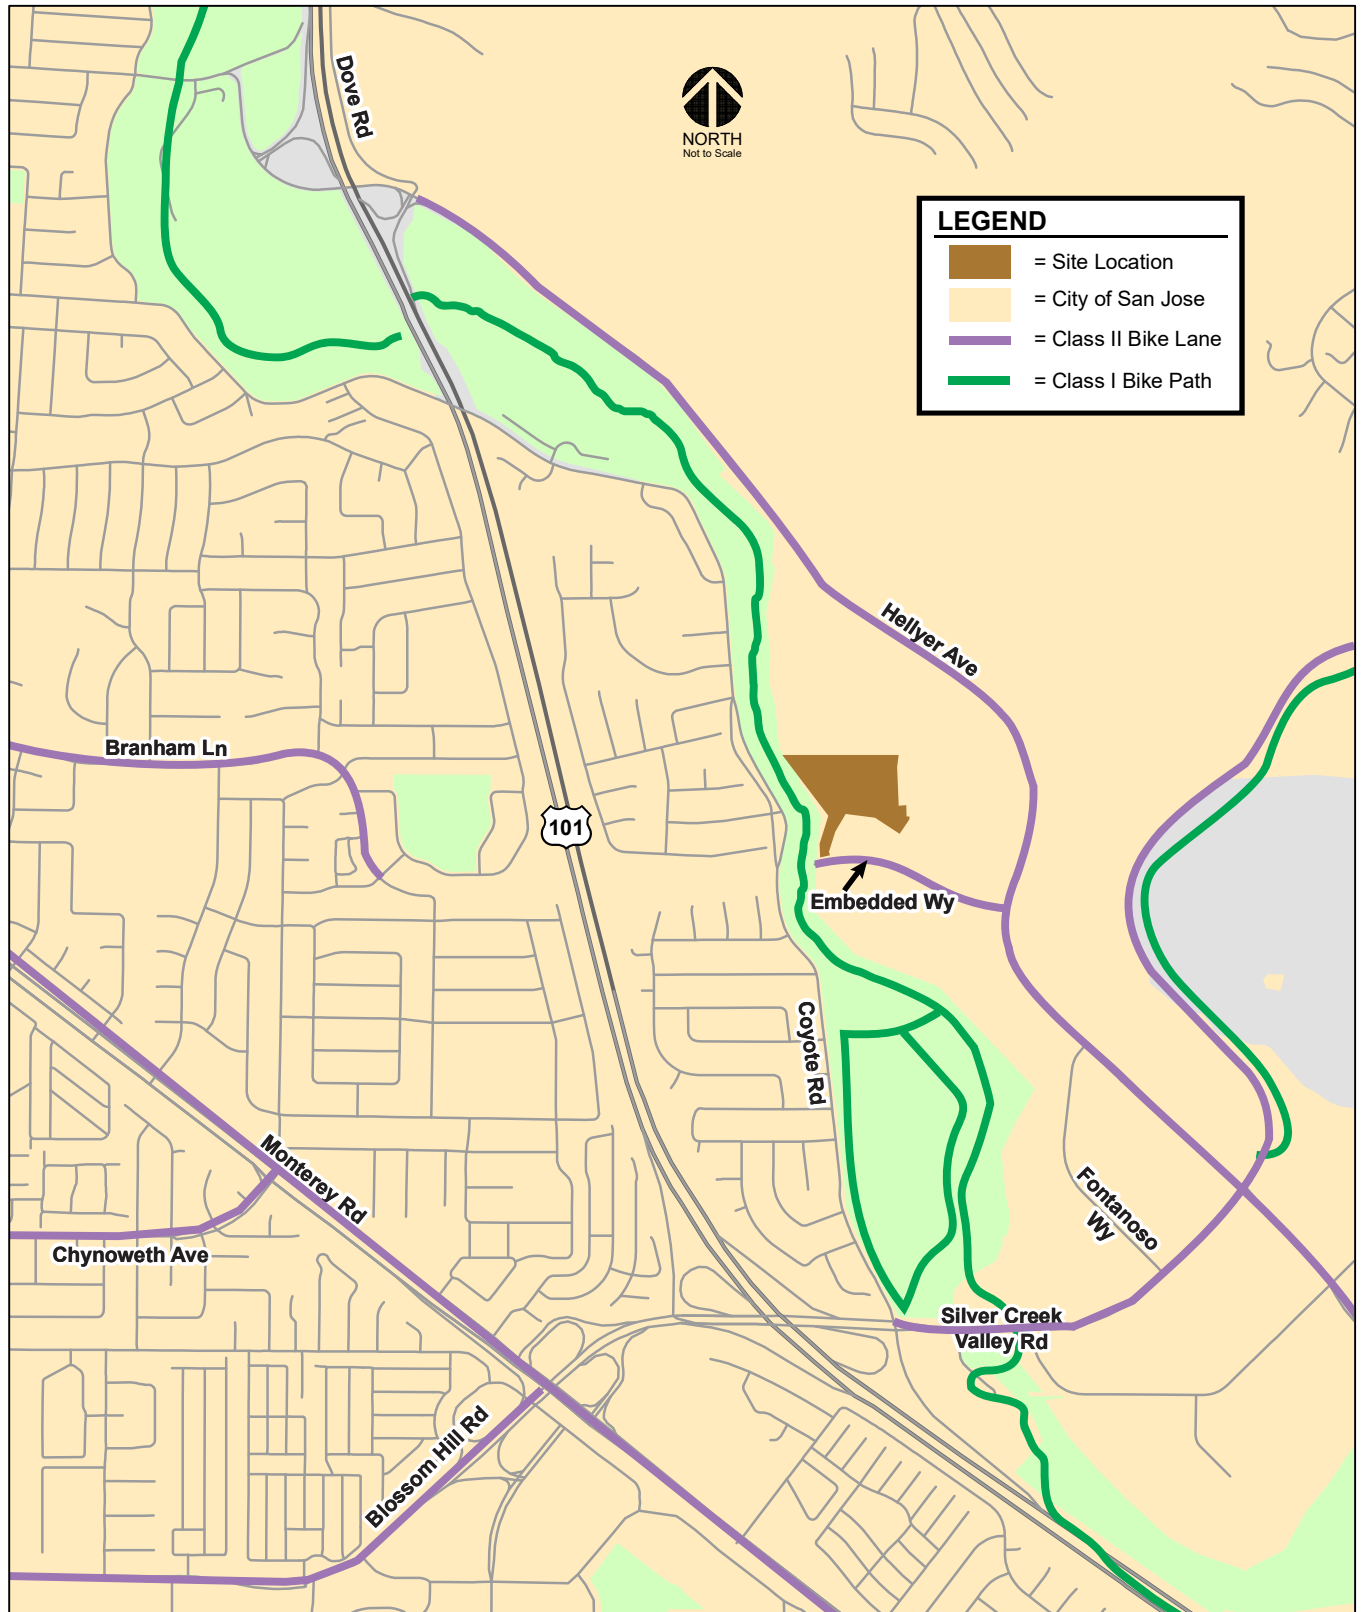 Dove Rd
NORTH
Not to Scale
LEGEND
= Site Location
= City of San Jose
= Class II Bike Lane
= Class I Bike Path
Hellyer Ave
Branham Ln
101
Embedded Wy
Coyote Rd
Monterey Rd
Fontanoso
Wy
Chynoweth Ave
Silver Creek
Valley Rd
Blossom Hill Rd